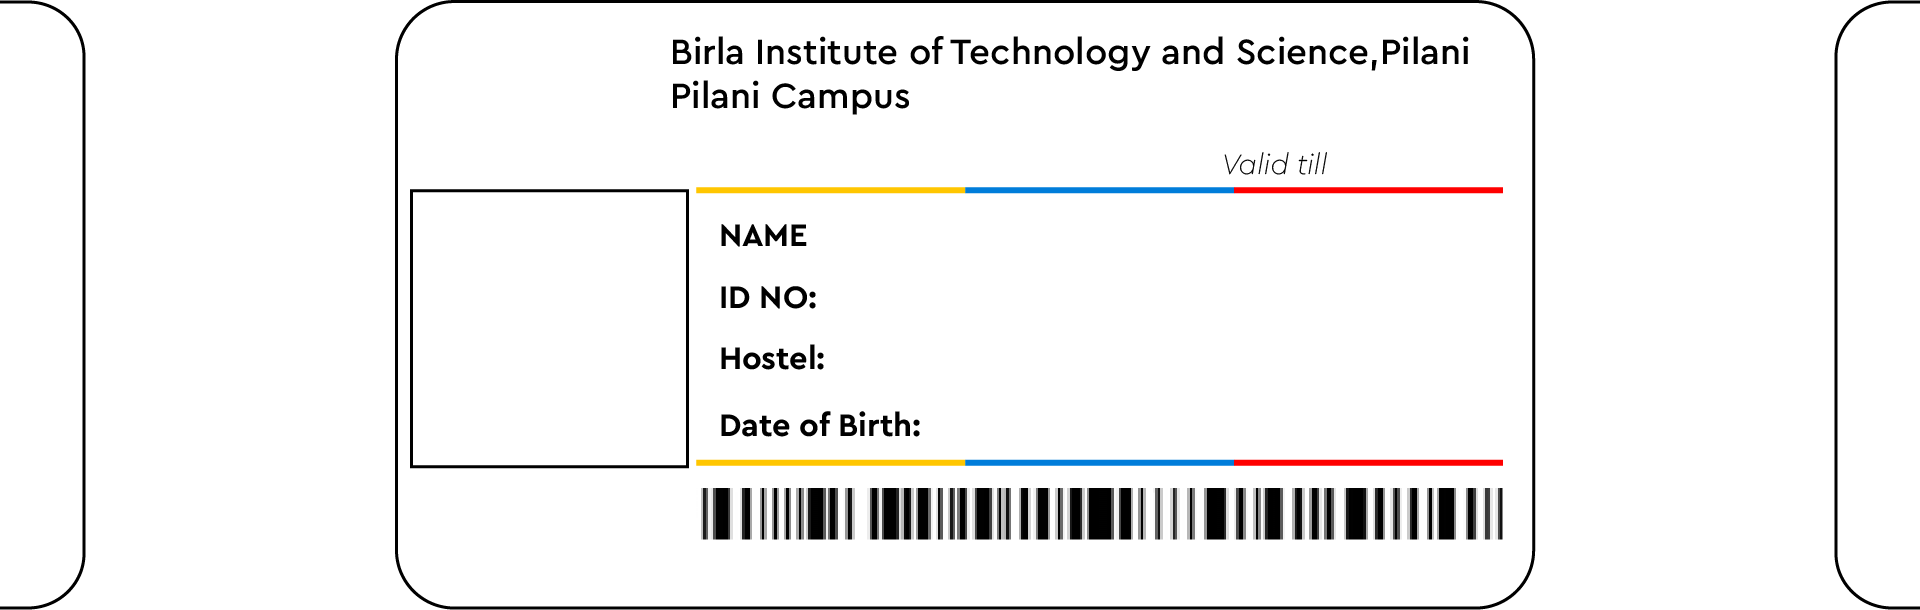 Birla Institute of Technology and Science,Pilani
Pilani Campus
Valid till
NAME
ID NO:
Hostel:
Date of Birth: